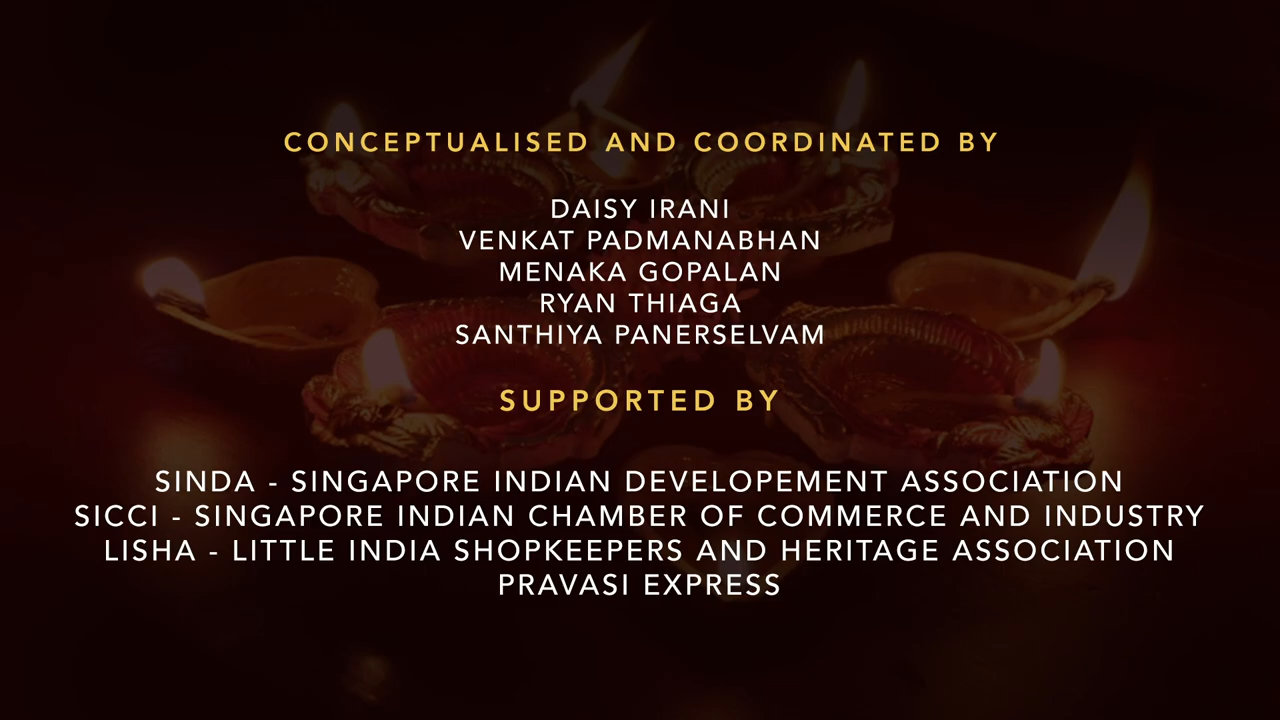 CONCEPTUALISED AND COORDINATED BY
DAISY IRANI
VENKAT PADMANABHAN
MENAKA GOPALAN
RYAN THIAGA
SANTHIYA PANERSELVAM
SUPPORTED BY
SINDA - SINGAPORE INDIAN DEVELOPEMENT ASSOCIATION
SICCI - SINGAPORE INDIAN CHAMBER OF COMMERCE AND INDUSTRY
LISHA - LITTLE INDIA SHOPKEEPERS AND HERITAGE ASSOCIATION
PRAVASI EXPRESS